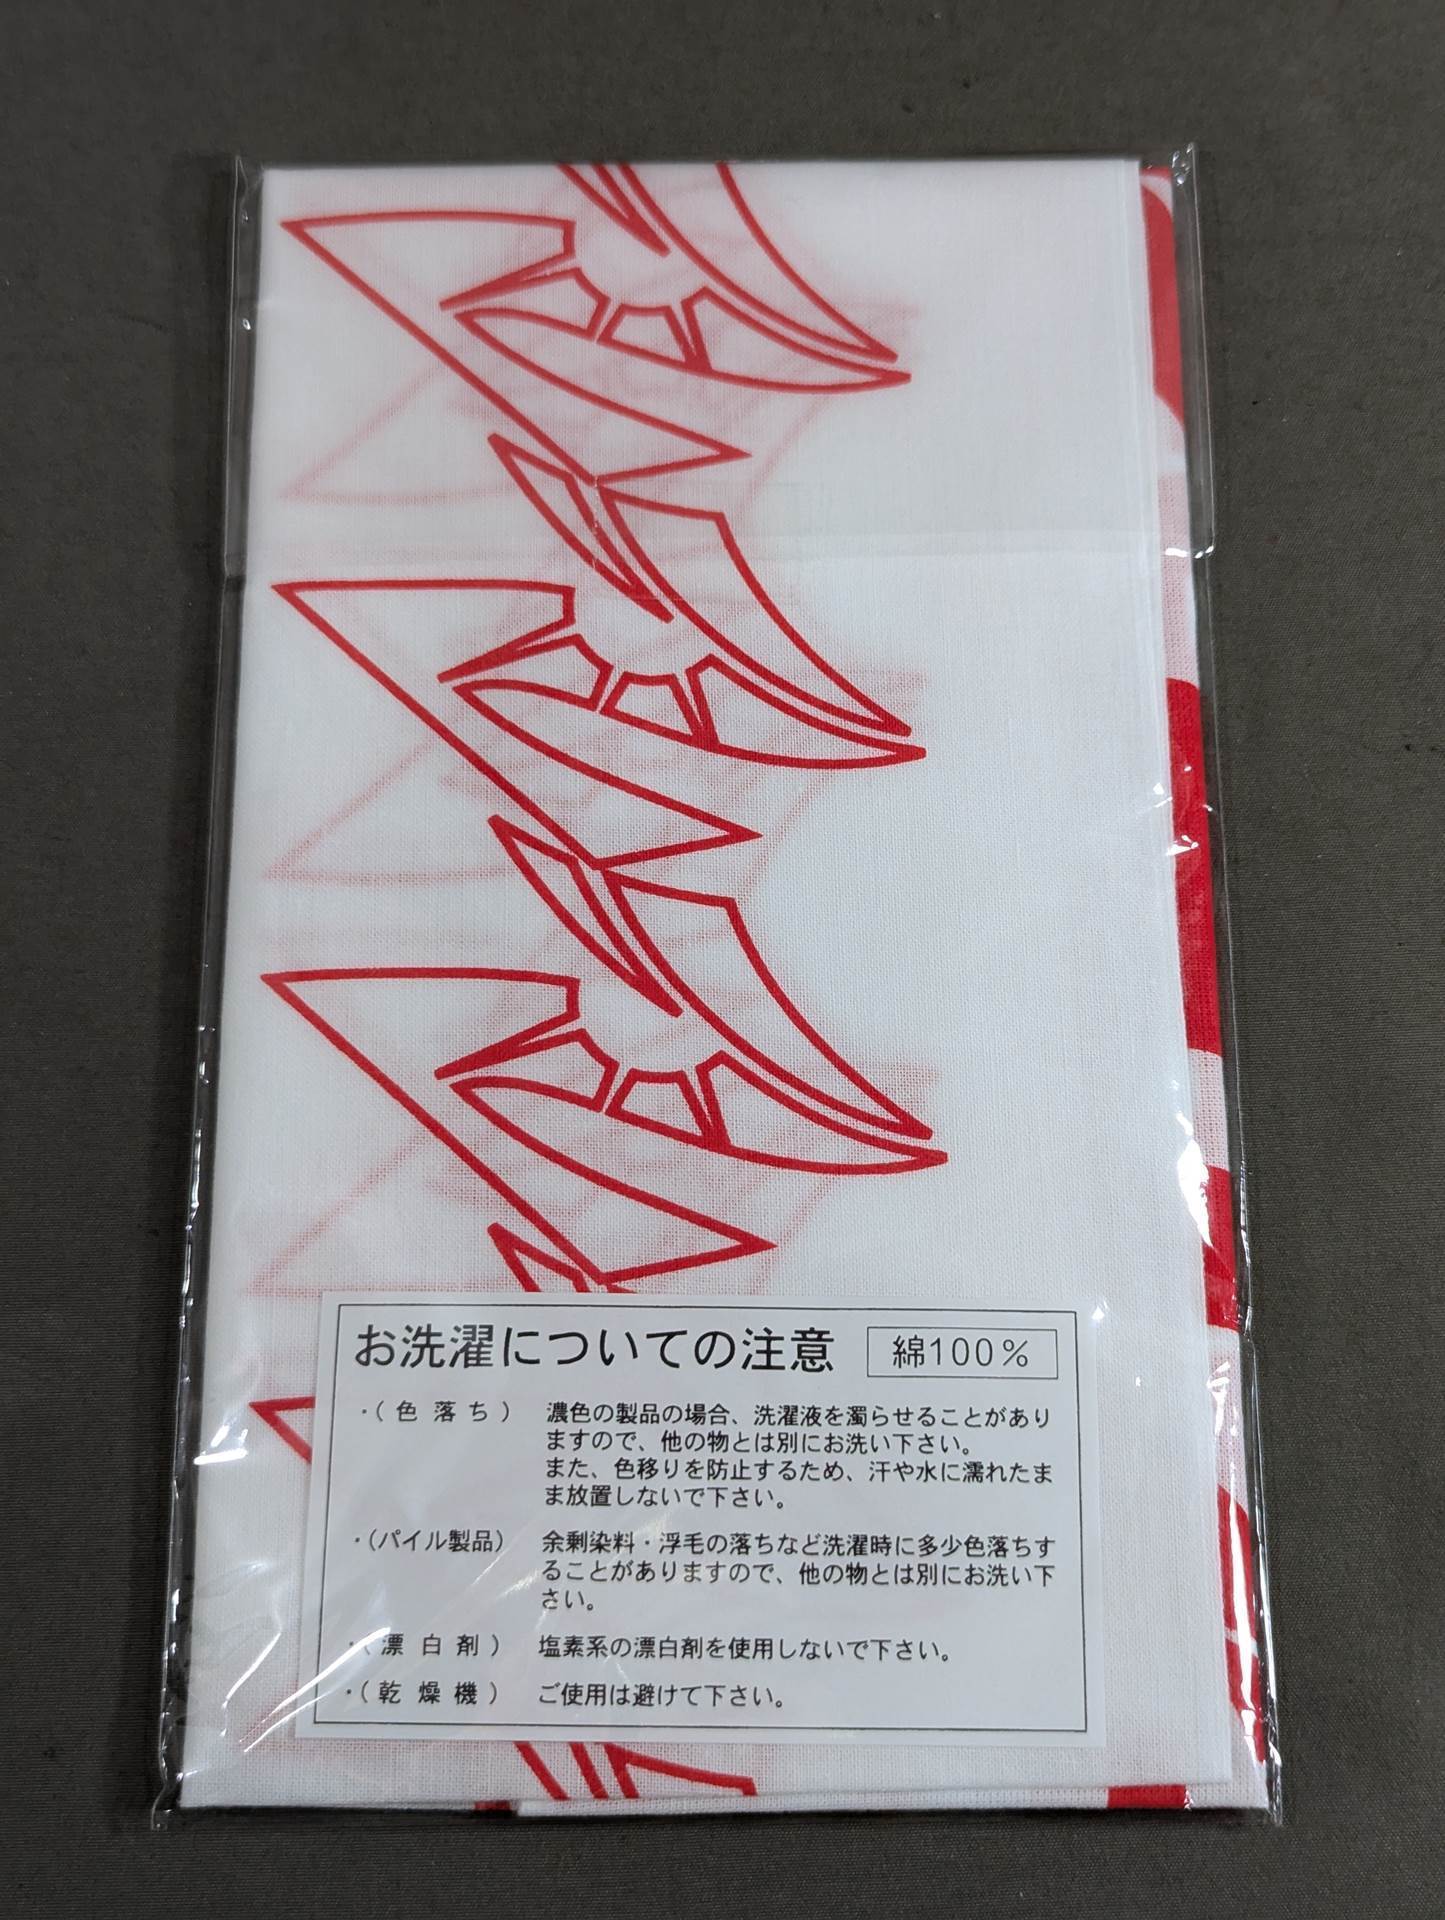 お洗濯についての注意 綿100%
・(色落ち) 濃色の製品の場合、洗濯液を濁らせることがあり
ますので、他の物とは別にお洗い下さい。
また、色移りを防止するため、汗や水に濡れたま
ま放置しないで下さい。
・(パイル製品) 余剰染料・浮毛の落ちなど洗濯時に多少色落ちす
ることがありますので、他の物とは別にお洗い下
さい。
・(漂白剤) 塩素系の漂白剤を使用しないで下さい。
・(乾燥機) ご使用は避けて下さい。